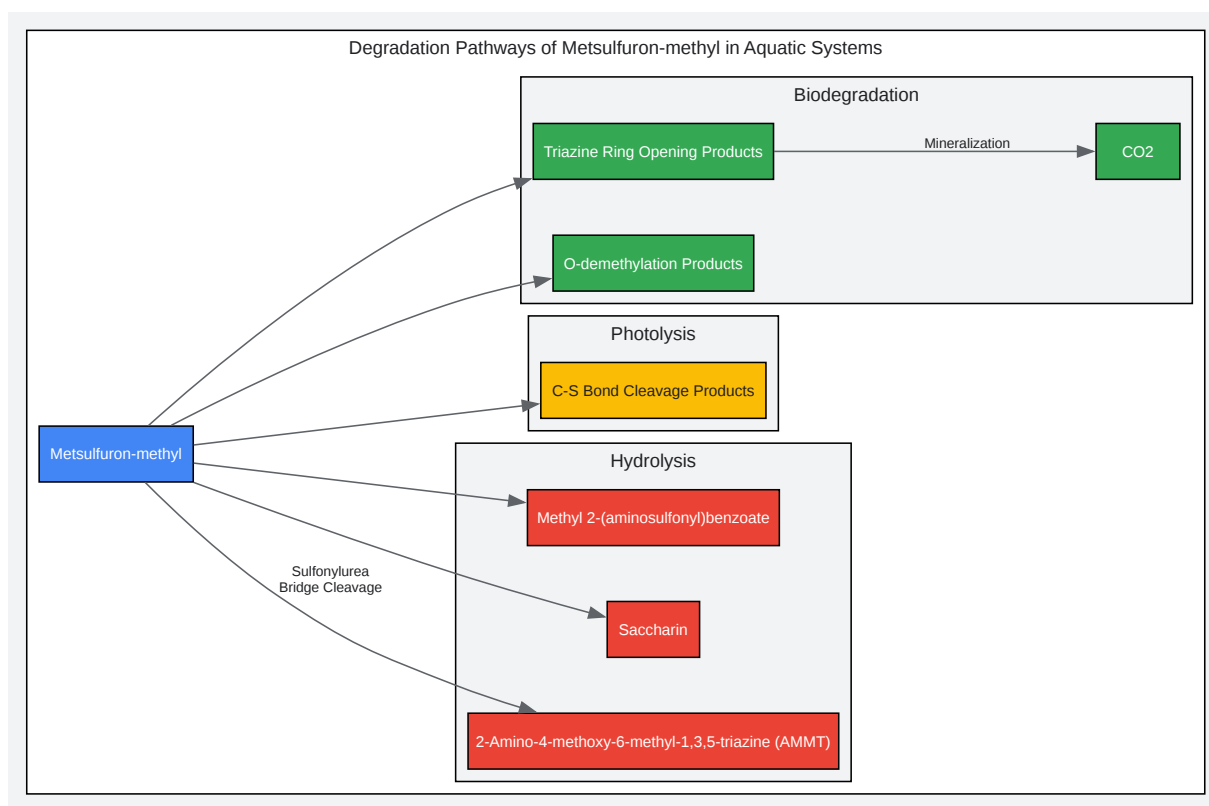 Degradation Pathways of Metsulfuron-methyl in Aquatic Systems
Biodegradation
Triazine Ring Opening Products
Mineralization
CO2
O-demethylation Products
Photolysis
C-S Bond Cleavage Products
Metsulfuron-methyl
Hydrolysis
Methyl 2-(aminosulfonyl)benzoate
Sulfonylurea
Bridge Cleavage
Saccharin
2-Amino-4-methoxy-6-methyl-1,3,5-triazine (AMMT)